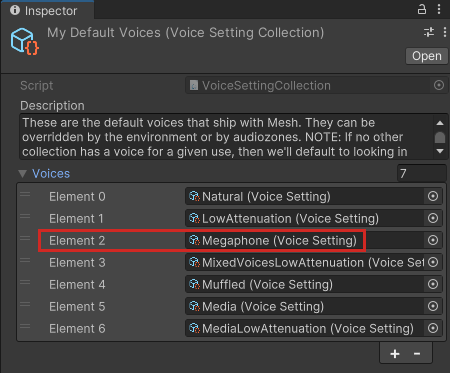 Inspector
My Default Voices (Voice Setting Collection)
Open
Script
VoiceSettingCollection
Description
These are the default voices that ship with Mesh. They can be
overridden by the environment or by audiozones. NOTE: If no other
collection has a voice for a given use, then we'll default to looking in
Voices 7
Element 0 Natural (Voice Setting)
Element 1 LowAttenuation (Voice Setting)
Element 2 Megaphone (Voice Setting)
Element 3 MixedVoicesLowAttenuation (Voice Set
Element 4 Muffled (Voice Setting)
Element 5 Media (Voice Setting)
Element 6 MediaLowAttenuation (Voice Setting)
+ -